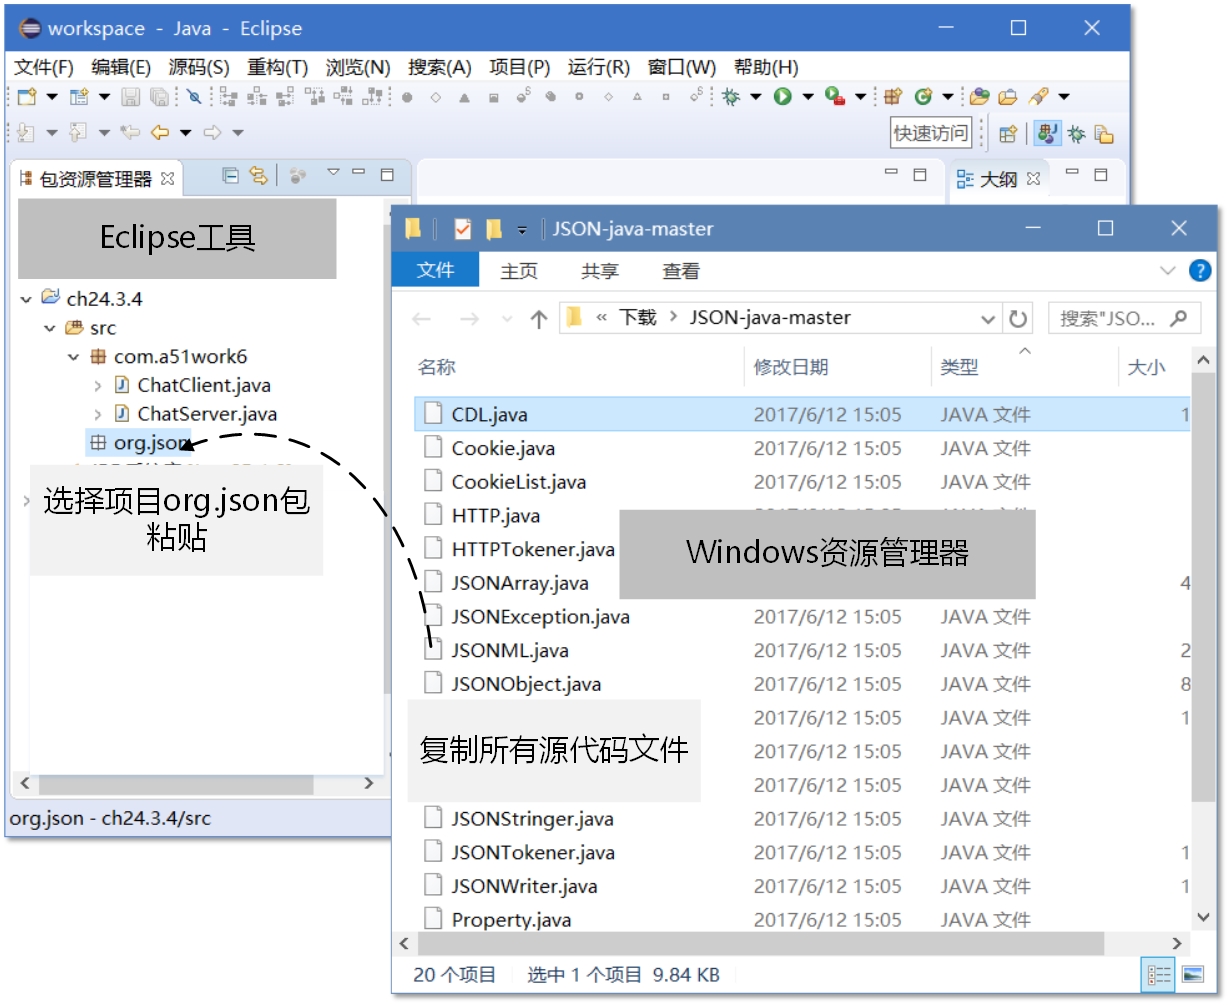 workspace - Java - Eclipse
文件(F) 编辑(E) 源码(S) 重构(T) 浏览(N) 搜索(A) 项目(P) 运行(R) 窗口(W) 帮助(H)
快速访问
包资源管理器
大纲
Eclipse工具
ch24.3.4
src
com.a51work6
ChatClient.java
ChatServer.java
org.json
选择项目org.json包
粘贴
org.json - ch24.3.4/src
JSON-java-master
文件 主页 共享 查看
« 下载 › JSON-java-master
搜索"JSO...
名称 修改日期 类型 大小
CDL.java 2017/6/12 15:05 JAVA 文件 1
Cookie.java 2017/6/12 15:05 JAVA 文件
CookieList.java 2017/6/12 15:05 JAVA 文件
HTTP.java
HTTPTokener.java
Windows资源管理器
JSONArray.java 4
JSONException.java 2017/6/12 15:05 JAVA 文件
JSONML.java 2017/6/12 15:05 JAVA 文件 2
JSONObject.java 2017/6/12 15:05 JAVA 文件 8
2017/6/12 15:05 JAVA 文件 1
复制所有源代码文件
2017/6/12 15:05 JAVA 文件
2017/6/12 15:05 JAVA 文件
JSONStringer.java 2017/6/12 15:05 JAVA 文件
JSONTokener.java 2017/6/12 15:05 JAVA 文件 1
JSONWriter.java 2017/6/12 15:05 JAVA 文件 1
Property.java 2017/6/12 15:05 JAVA 文件
20 个项目 选中 1 个项目 9.84 KB